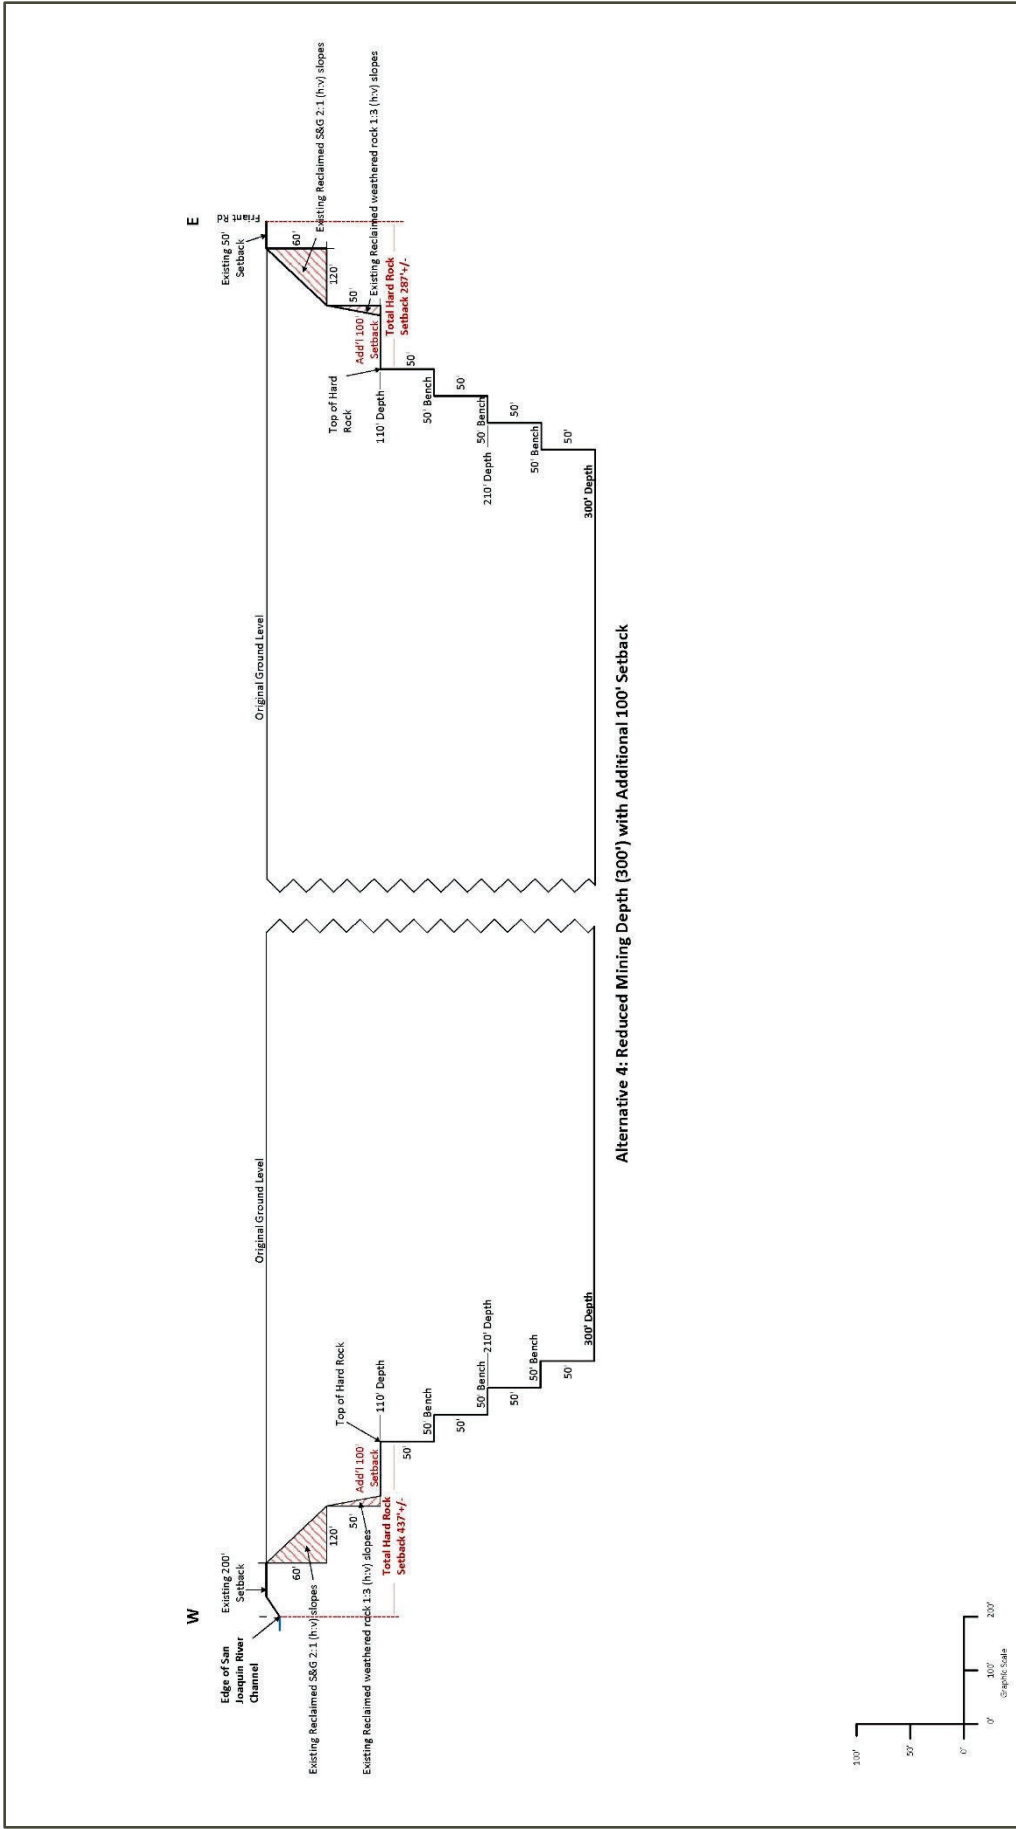 W
E
Edge of San
Joaquin River
Channel
Existing 200'
Setback
Original Ground Level
Original Ground Level
Existing 50'
Setback
Friant Rd
60'
120'
50'
Existing Reclaimed S&G 2:1 (h:v) slopes
Existing Reclaimed weathered rock 1:3 (h:v) slopes
Add'l 100'
Setback
Total Hard Rock
Setback 437'+/-
Top of Hard Rock
110' Depth
50'
50' Bench
50'
50' Bench
210' Depth
50'
50' Bench
50'
300' Depth
60'
120'
50'
Existing Reclaimed S&G 2:1 (h:v) slopes
Existing Reclaimed weathered rock 1:3 (h:v) slopes
Add'l 100'
Setback
Total Hard Rock
Setback 287'+/-
Top of Hard
Rock
110' Depth
50'
50' Bench
50'
50' Bench
210' Depth
50'
50' Bench
50'
300' Depth
Alternative 4: Reduced Mining Depth (300') with Additional 100' Setback
100'
50'
0'
0'
100'
200'
Graphic Scale